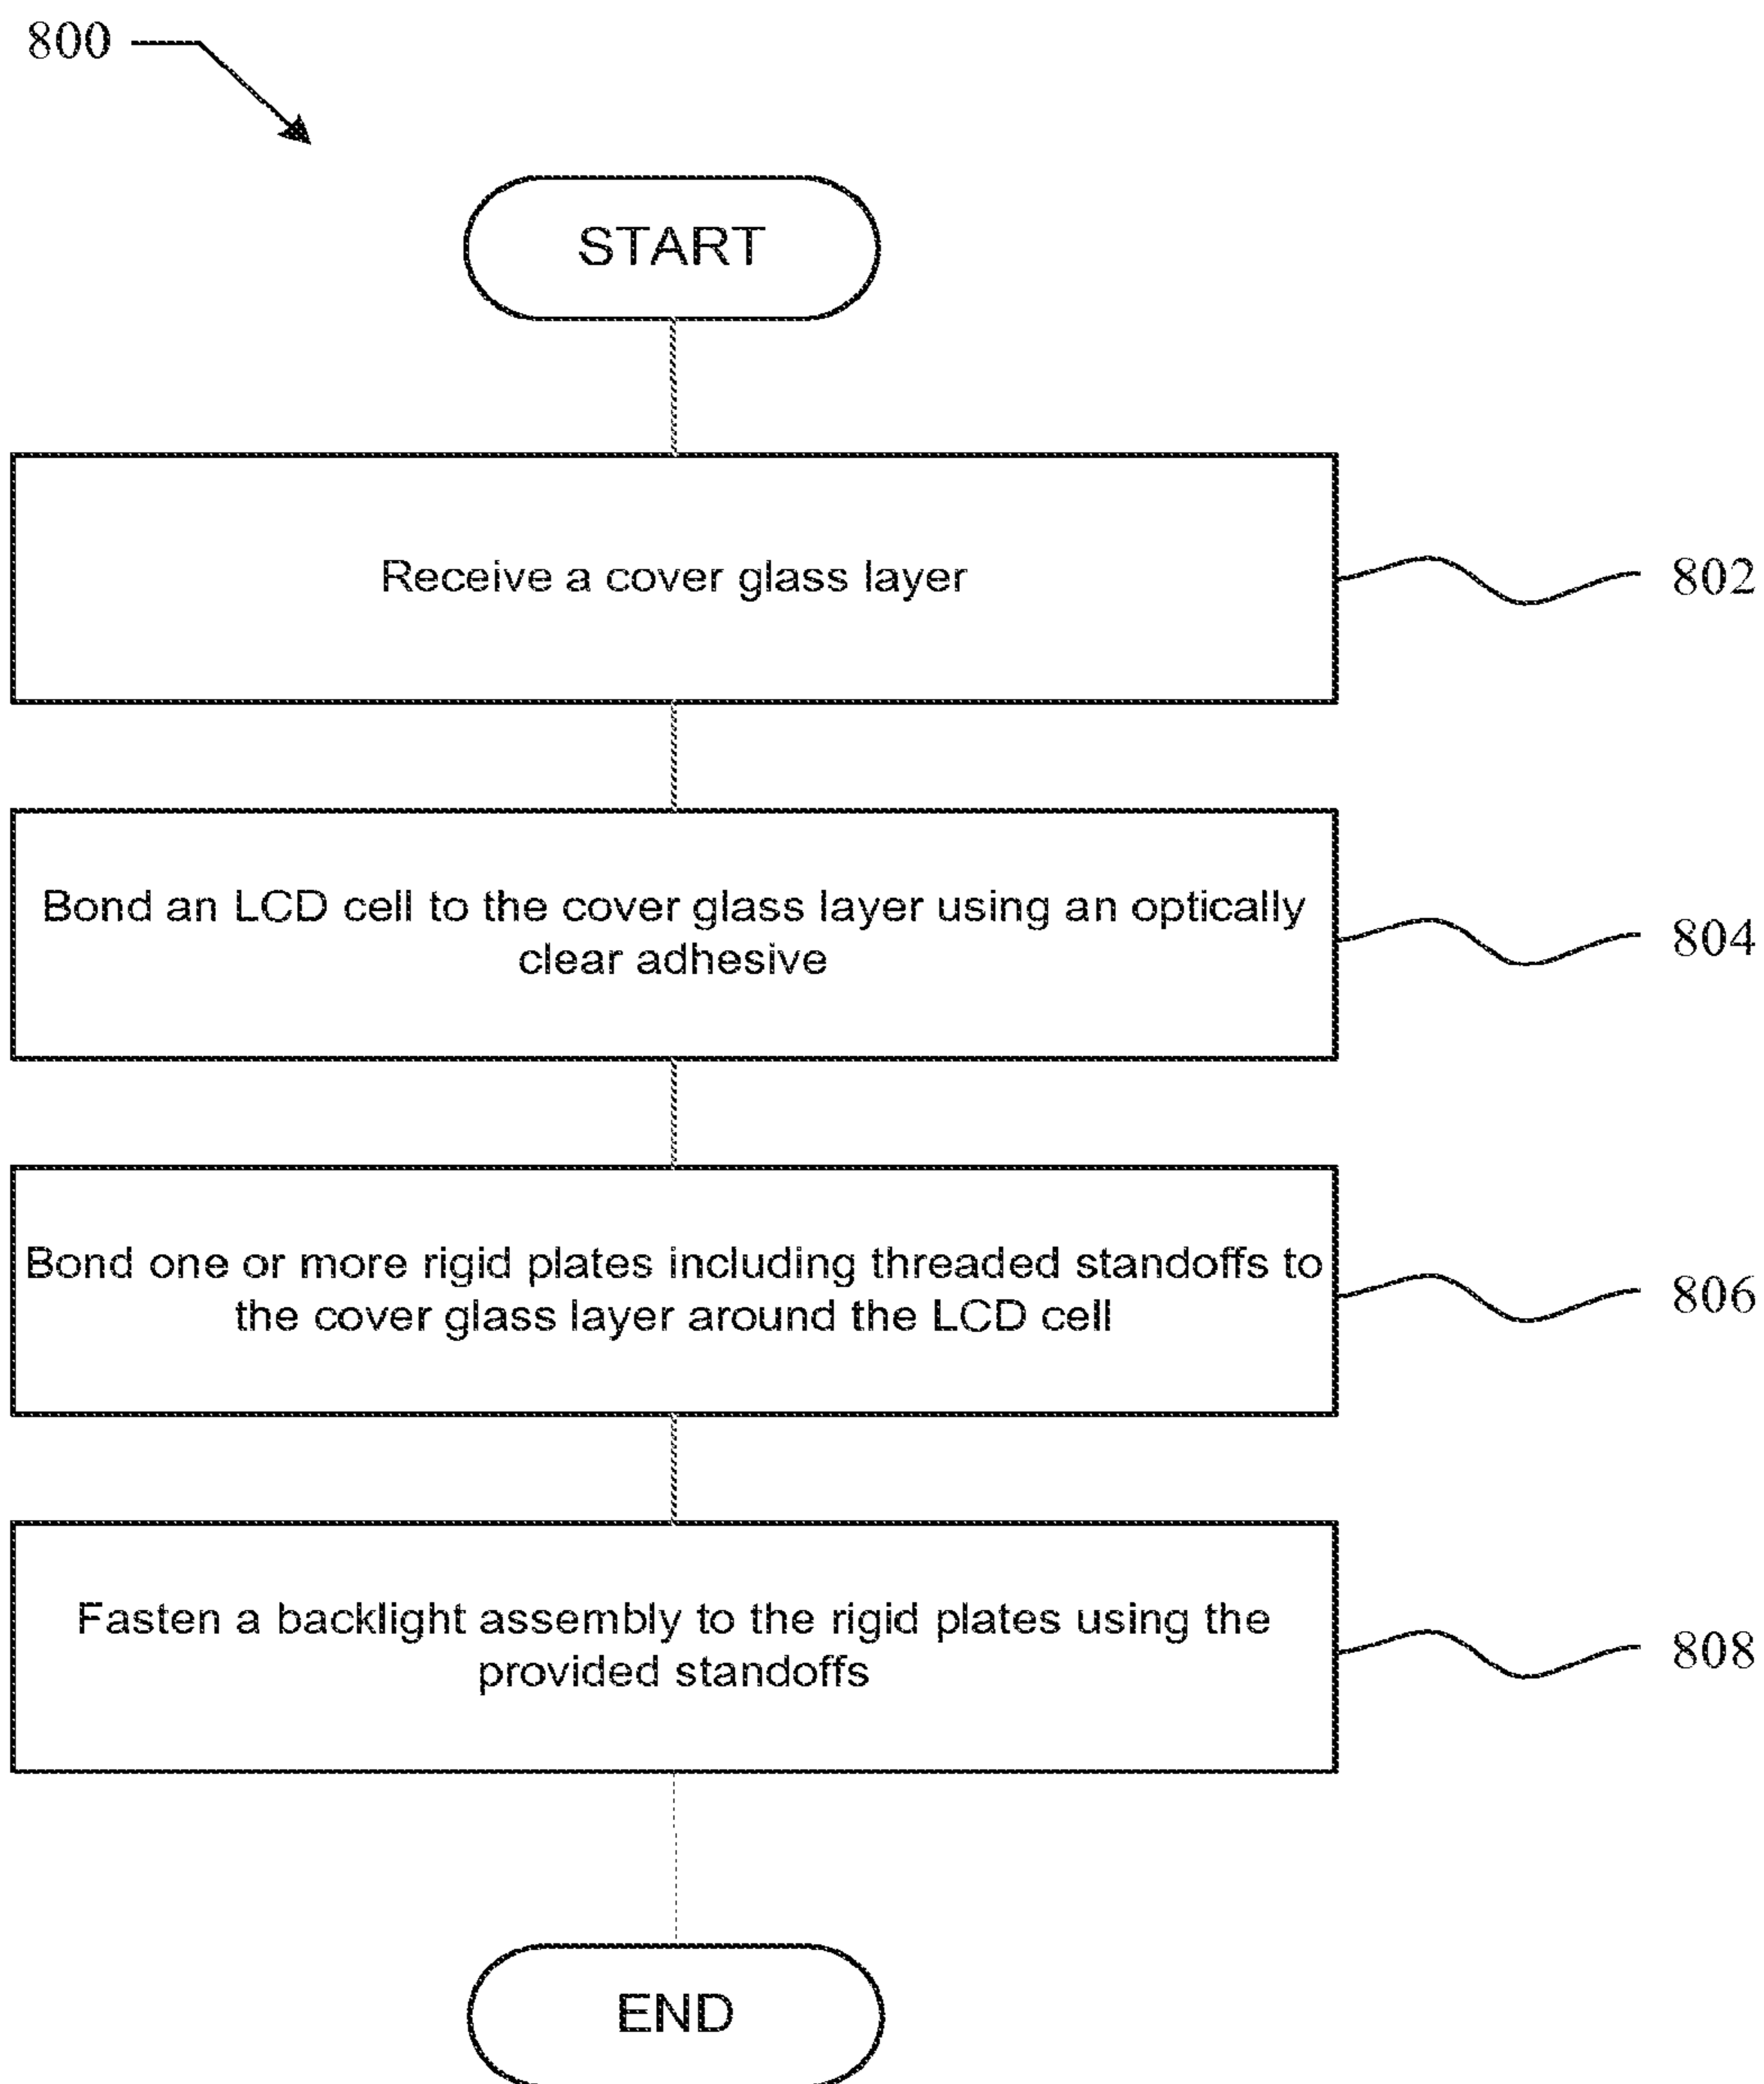 800
START
Receive a cover glass layer
802
Bond an LCD cell to the cover glass layer using an optically
clear adhesive
804
Bond one or more rigid plates including threaded standoffs to
the cover glass layer around the LCD cell
806
Fasten a backlight assembly to the rigid plates using the
provided standoffs
808
END